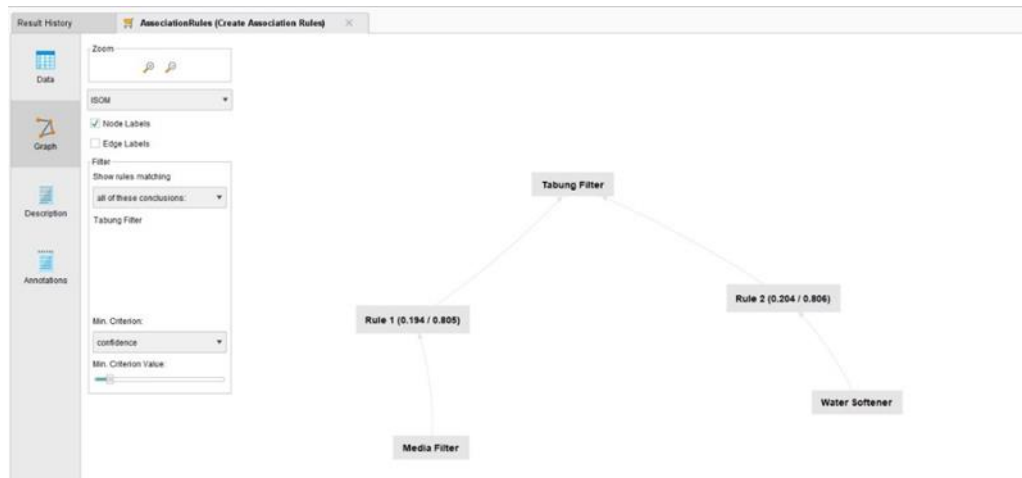 Result History
AssociationRules (Create Association Rules)
Data
Graph
Description
Annotations
Zoom
ISOM
Node Labels
Edge Labels
Filter
Show rules matching
all of these conclusions:
Tabung Filter
Min. Criterion:
confidence
Min. Criterion Value:
Tabung Filter
Rule 1 (0.194 / 0.805)
Rule 2 (0.204 / 0.806)
Water Softener
Media Filter